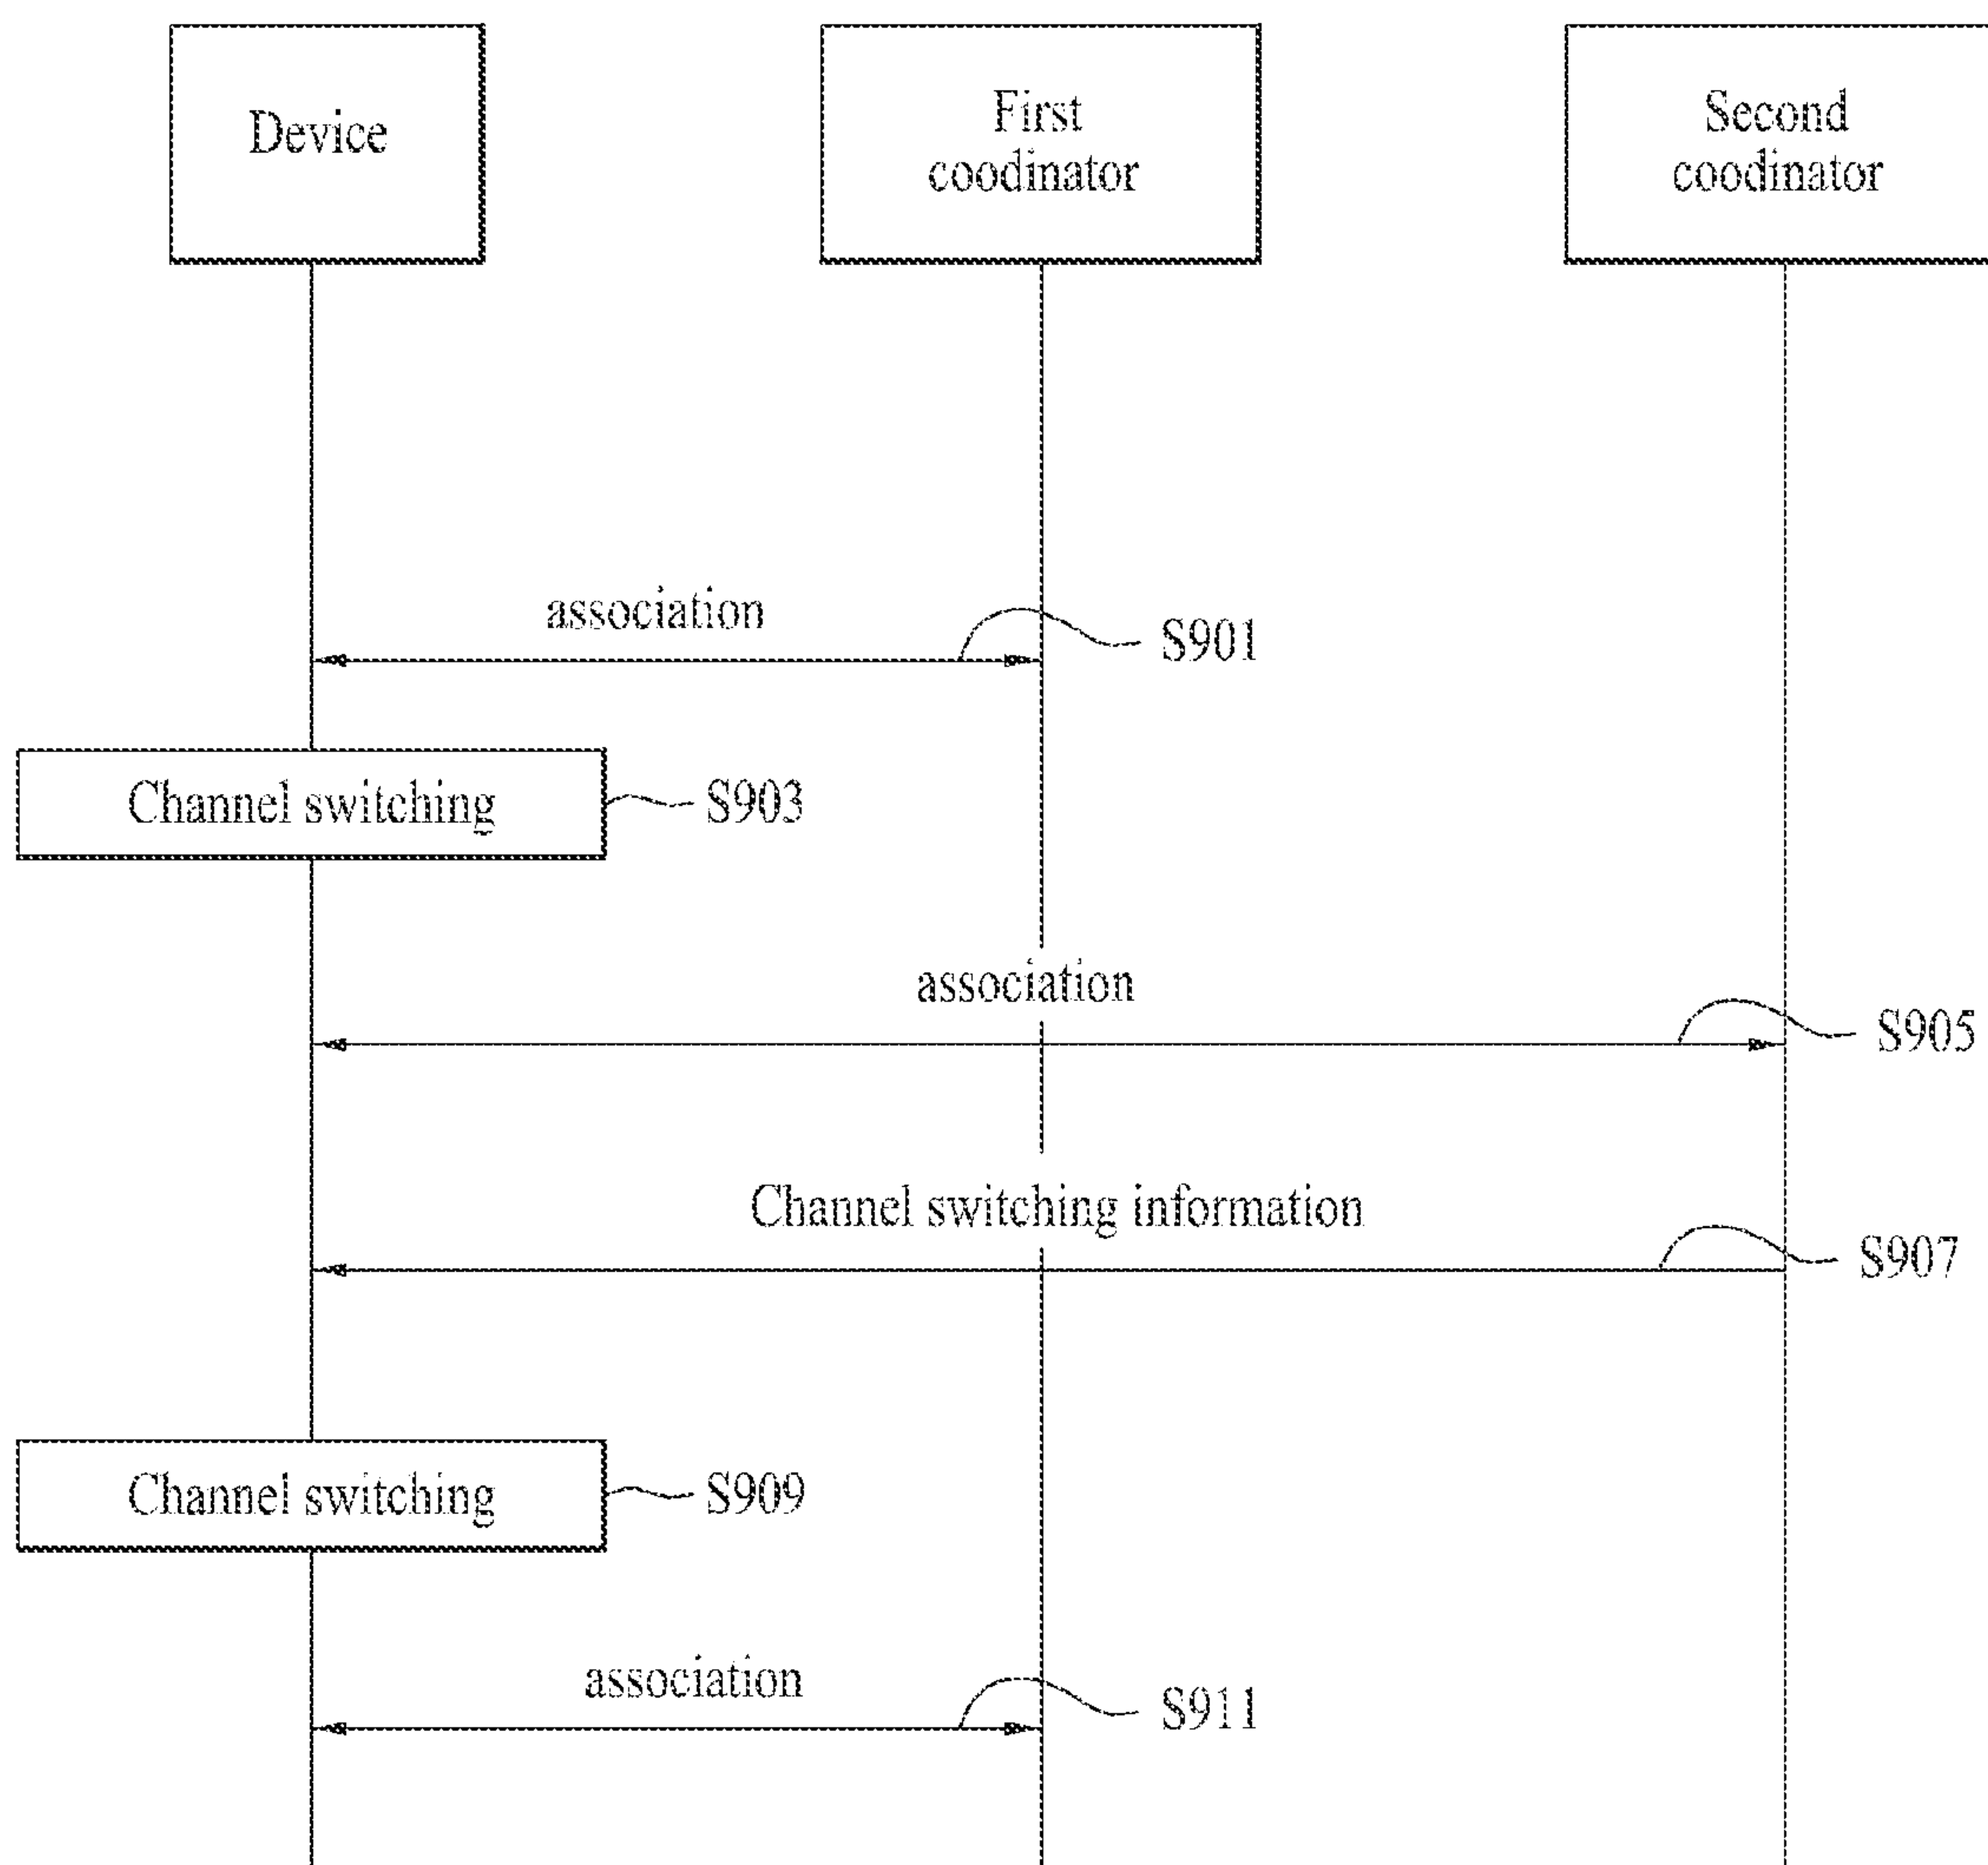 Device
First
coodinator
Second
coodinator
association
S901
Channel switching
S903
association
S905
Channel switching information
S907
Channel switching
S909
association
S911